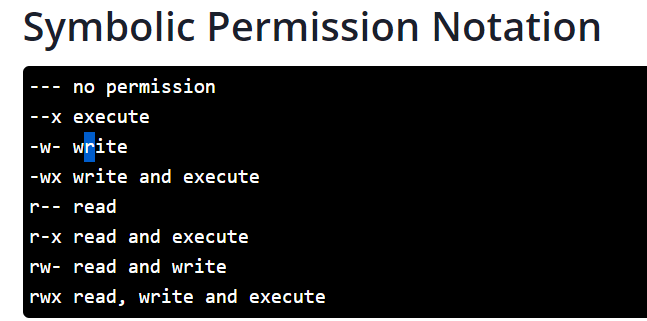 Symbolic Permission Notation
--- no permission
--x execute
-w- write
-wx write and execute
r-- read
r-x read and execute
rw- read and write
rwx read, write and execute